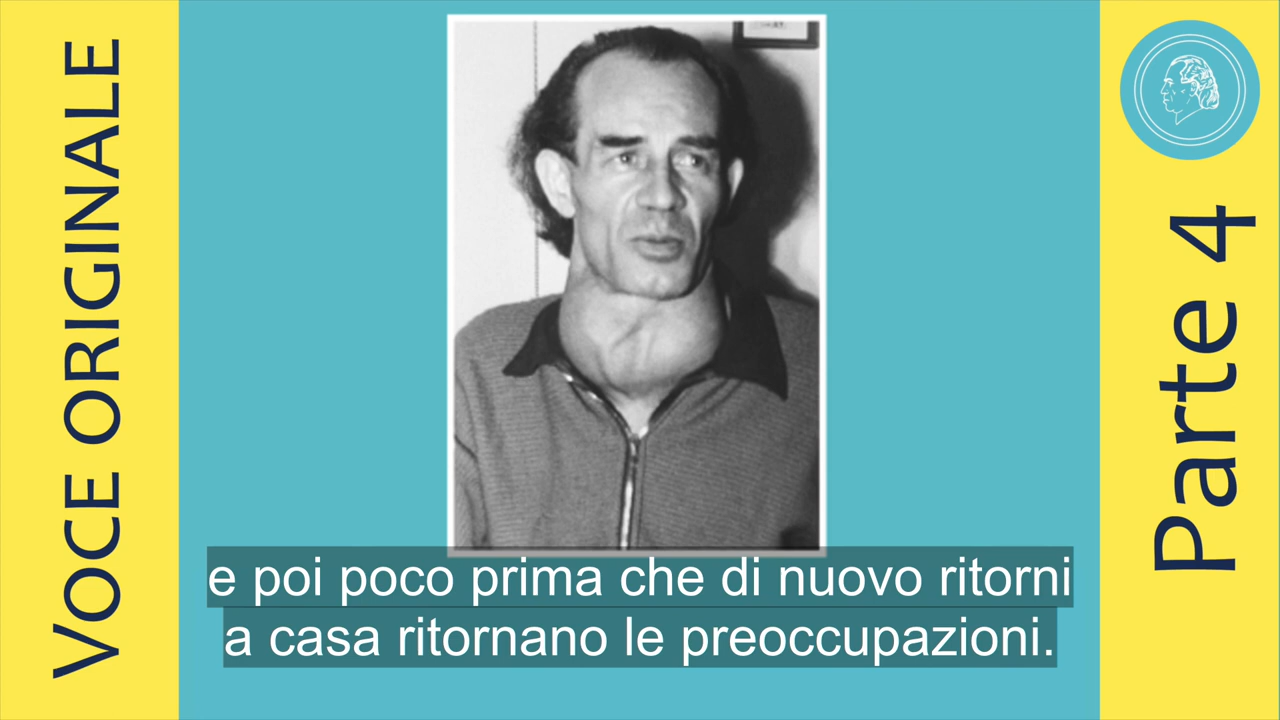 VOCE ORIGINALE
Parte 4
e poi poco prima che di nuovo ritorni
a casa ritornano le preoccupazioni.